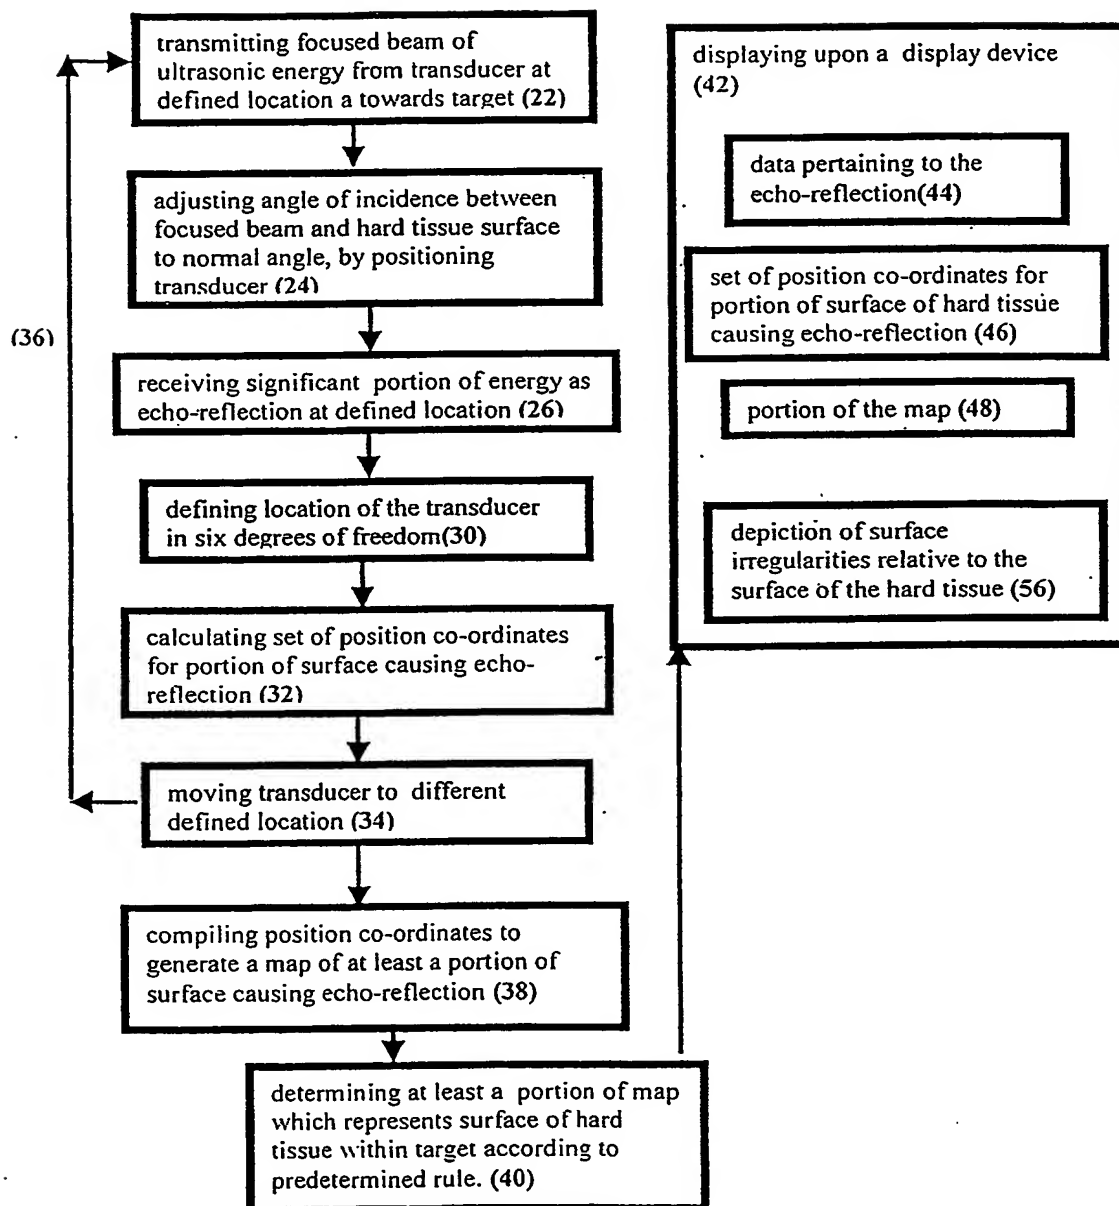 transmitting focused beam of
ultrasonic energy from transducer at
defined location a towards target (22)
adjusting angle of incidence between
focused beam and hard tissue surface
to normal angle, by positioning
transducer (24)
(36)
receiving significant portion of energy as
echo-reflection at defined location (26)
defining location of the transducer
in six degrees of freedom(30)
calculating set of position co-ordinates
for portion of surface causing echo-
reflection (32)
moving transducer to different
defined location (34)
compiling position co-ordinates to
generate a map of at least a portion of
surface causing echo-reflection (38)
determining at least a portion of map
which represents surface of hard
tissue within target according to
predetermined rule. (40)
displaying upon a display device
(42)
data pertaining to the
echo-reflection(44)
set of position co-ordinates for
portion of surface of hard tissue
causing echo-reflection (46)
portion of the map (48)
depiction of surface
irregularities relative to the
surface of the hard tissue (56)